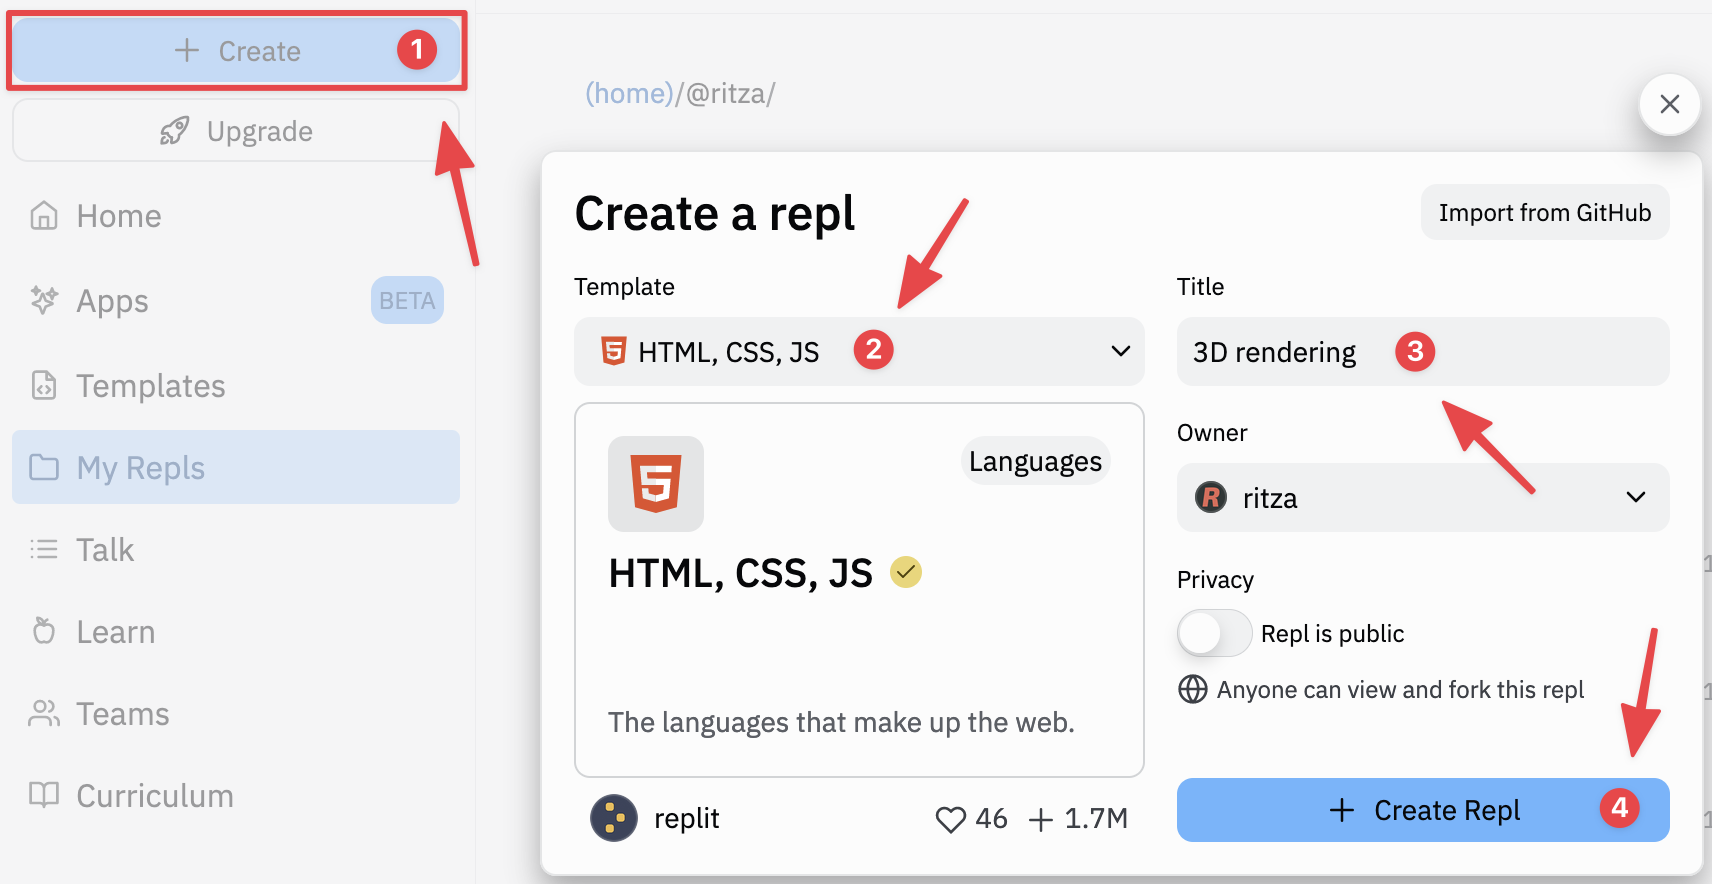 + Create 1
Upgrade
Home
Apps BETA
Templates
My Repls
Talk
Learn
Teams
Curriculum
(home)/@ritza/
Create a repl
Import from GitHub
Template
HTML, CSS, JS 2
Languages
HTML, CSS, JS
The languages that make up the web.
replit 46 + 1.7M
Title
3D rendering 3
Owner
R ritza
Privacy
Repl is public
Anyone can view and fork this repl
+ Create Repl 4